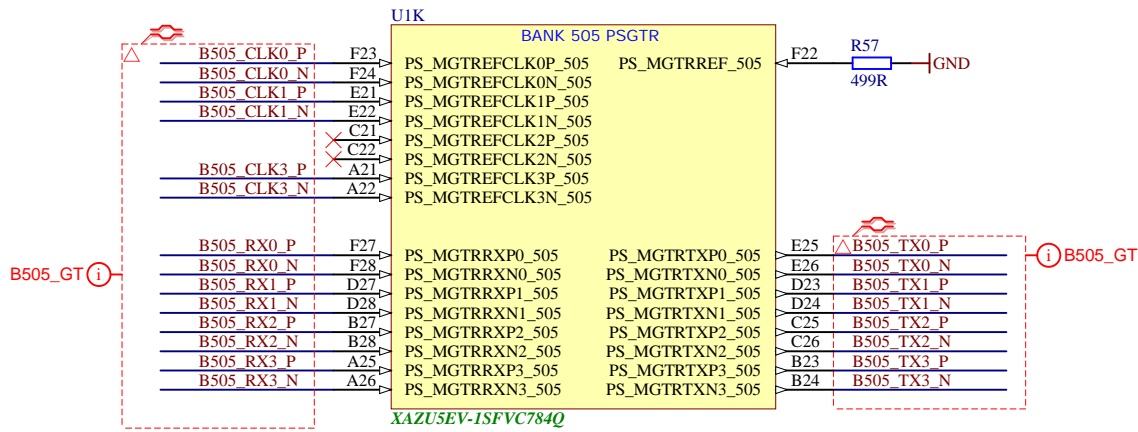 U1K
BANK 505 PSGTR
B505_CLK0_P F23 PS_MGTREFCLK0P_505 PS_MGTRREF_505 F22 R57 499R GND
B505_CLK0_N F24 PS_MGTREFCLK0N_505
B505_CLK1_P E21 PS_MGTREFCLK1P_505
B505_CLK1_N E22 PS_MGTREFCLK1N_505
C21 PS_MGTREFCLK2P_505
C22 PS_MGTREFCLK2N_505
B505_CLK3_P A21 PS_MGTREFCLK3P_505
B505_CLK3_N A22 PS_MGTREFCLK3N_505
B505_RX0_P F27 PS_MGTRRXP0_505 PS_MGTRTXP0_505 E25 B505_TX0_P
B505_GT i B505_RX0_N F28 PS_MGTRRXN0_505 PS_MGTRTXN0_505 E26 B505_TX0_N i B505_GT
B505_RX1_P D27 PS_MGTRRXP1_505 PS_MGTRTXP1_505 D23 B505_TX1_P
B505_RX1_N D28 PS_MGTRRXN1_505 PS_MGTRTXN1_505 D24 B505_TX1_N
B505_RX2_P B27 PS_MGTRRXP2_505 PS_MGTRTXP2_505 C25 B505_TX2_P
B505_RX2_N B28 PS_MGTRRXN2_505 PS_MGTRTXN2_505 C26 B505_TX2_N
B505_RX3_P A25 PS_MGTRRXP3_505 PS_MGTRTXP3_505 B23 B505_TX3_P
B505_RX3_N A26 PS_MGTRRXN3_505 PS_MGTRTXN3_505 B24 B505_TX3_N
XAZU5EV-1SFVC784Q